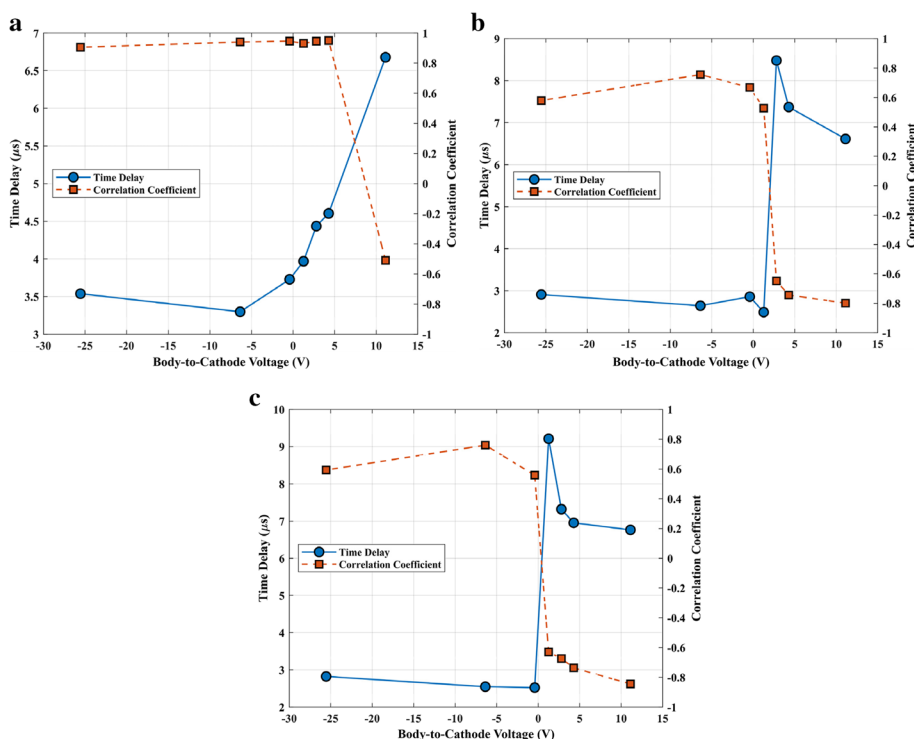 a
7
6.5
6
5.5
5
4.5
4
3.5
3
1
0.8
0.6
0.4
0.2
0
-0.2
-0.4
-0.6
-0.8
-1
-30 -25 -20 -15 -10 -5 0 5 10 15
Time Delay (μs)
Correlation Coefficient
Body-to-Cathode Voltage (V)
Time Delay
Correlation Coefficient
b
9
8
7
6
5
4
3
2
1
0.8
0.6
0.4
0.2
0
-0.2
-0.4
-0.6
-0.8
-1
-30 -25 -20 -15 -10 -5 0 5 10 15
Time Delay (μs)
Correlation Coefficient
Body-to-Cathode Voltage (V)
Time Delay
Correlation Coefficient
c
10
9
8
7
6
5
4
3
2
1
0.8
0.6
0.4
0.2
0
-0.2
-0.4
-0.6
-0.8
-1
-30 -25 -20 -15 -10 -5 0 5 10 15
Time Delay (μs)
Correlation Coefficient
Body-to-Cathode Voltage (V)
Time Delay
Correlation Coefficient